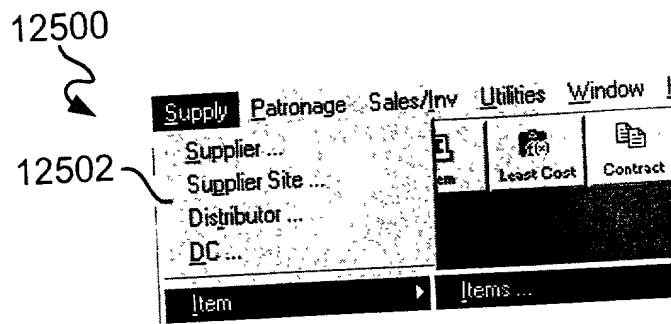 12500
Supply Patronage Sales/Inv Utilities Window
Supplier ...
Supplier Site ...
12502
Distributor ...
DC ...
Least Cost
Contract
Item
Items ...